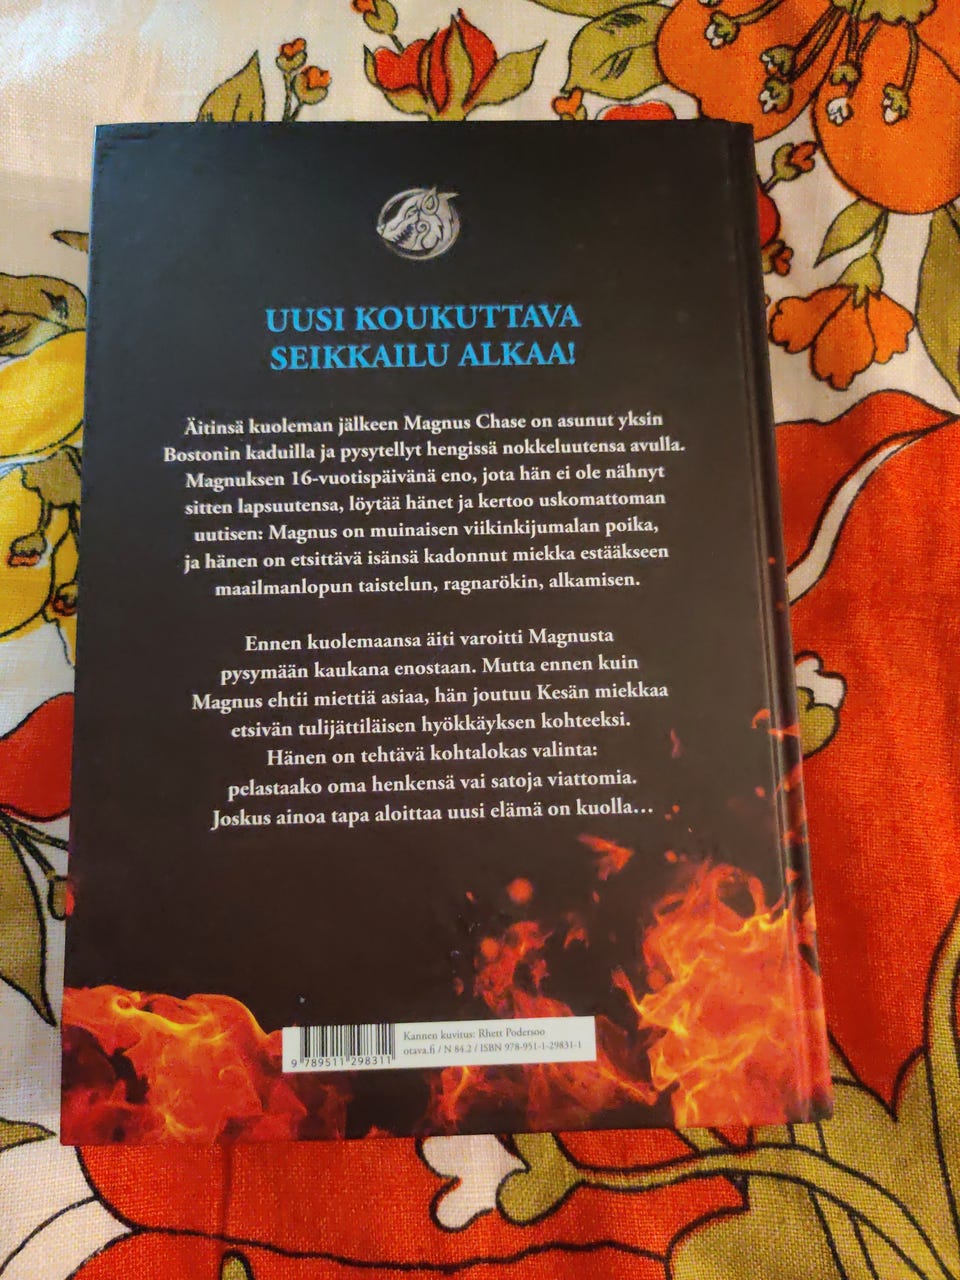 UUSI KOUKUTTAVA
SEIKKAILU ALKAA!
Äitinsä kuoleman jälkeen Magnus Chase on asunut yksin
Bostonin kaduilla ja pysytellyt hengissä nokkeluutensa avulla.
Magnuksen 16-vuotispäivänä eno, jota hän ei ole nähnyt
sitten lapsuutensa, löytää hänet ja kertoo uskomattoman
uutisen: Magnus on muinaisen viikinkijumalan poika,
ja hänen on etsittävä isänsä kadonnut miekka estääkseen
maailmanlopun taistelun, ragnarökin, alkamisen.
Ennen kuolemaansa äiti varoitti Magnusta
pysymään kaukana enostaan. Mutta ennen kuin
Magnus ehtii miettiä asiaa, hän joutuu Kesän miekkaa
etsivän tulijättiläisen hyökkäyksen kohteeksi.
Hänen on tehtävä kohtalokas valinta:
pelastaako oma henkensä vai satoja viattomia.
Joskus ainoa tapa aloittaa uusi elämä on kuolla…
Kannen kuvitus: Rhett Podersoo
otava.fi / N 84.2 / ISBN 978-951-1-29831-1
9 789511 298311